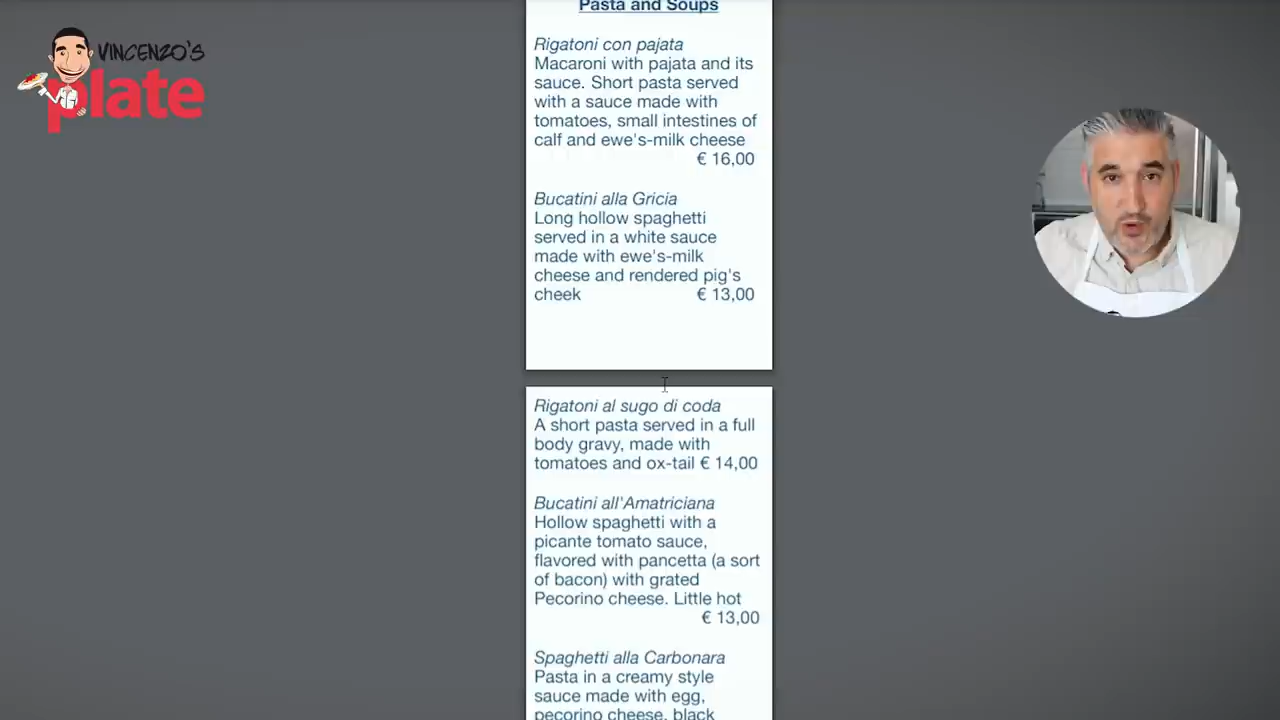 VINCENZO'S
plate
Pasta and Soups
Rigatoni con pajata
Macaroni with pajata and its
sauce. Short pasta served
with a sauce made with
tomatoes, small intestines of
calf and ewe's-milk cheese
€ 16,00
Bucatini alla Gricia
Long hollow spaghetti
served in a white sauce
made with ewe's-milk
cheese and rendered pig's
cheek € 13,00
Rigatoni al sugo di coda
A short pasta served in a full
body gravy, made with
tomatoes and ox-tail € 14,00
Bucatini all'Amatriciana
Hollow spaghetti with a
picante tomato sauce,
flavored with pancetta (a sort
of bacon) with grated
Pecorino cheese. Little hot
€ 13,00
Spaghetti alla Carbonara
Pasta in a creamy style
sauce made with egg,
pecorino cheese, black